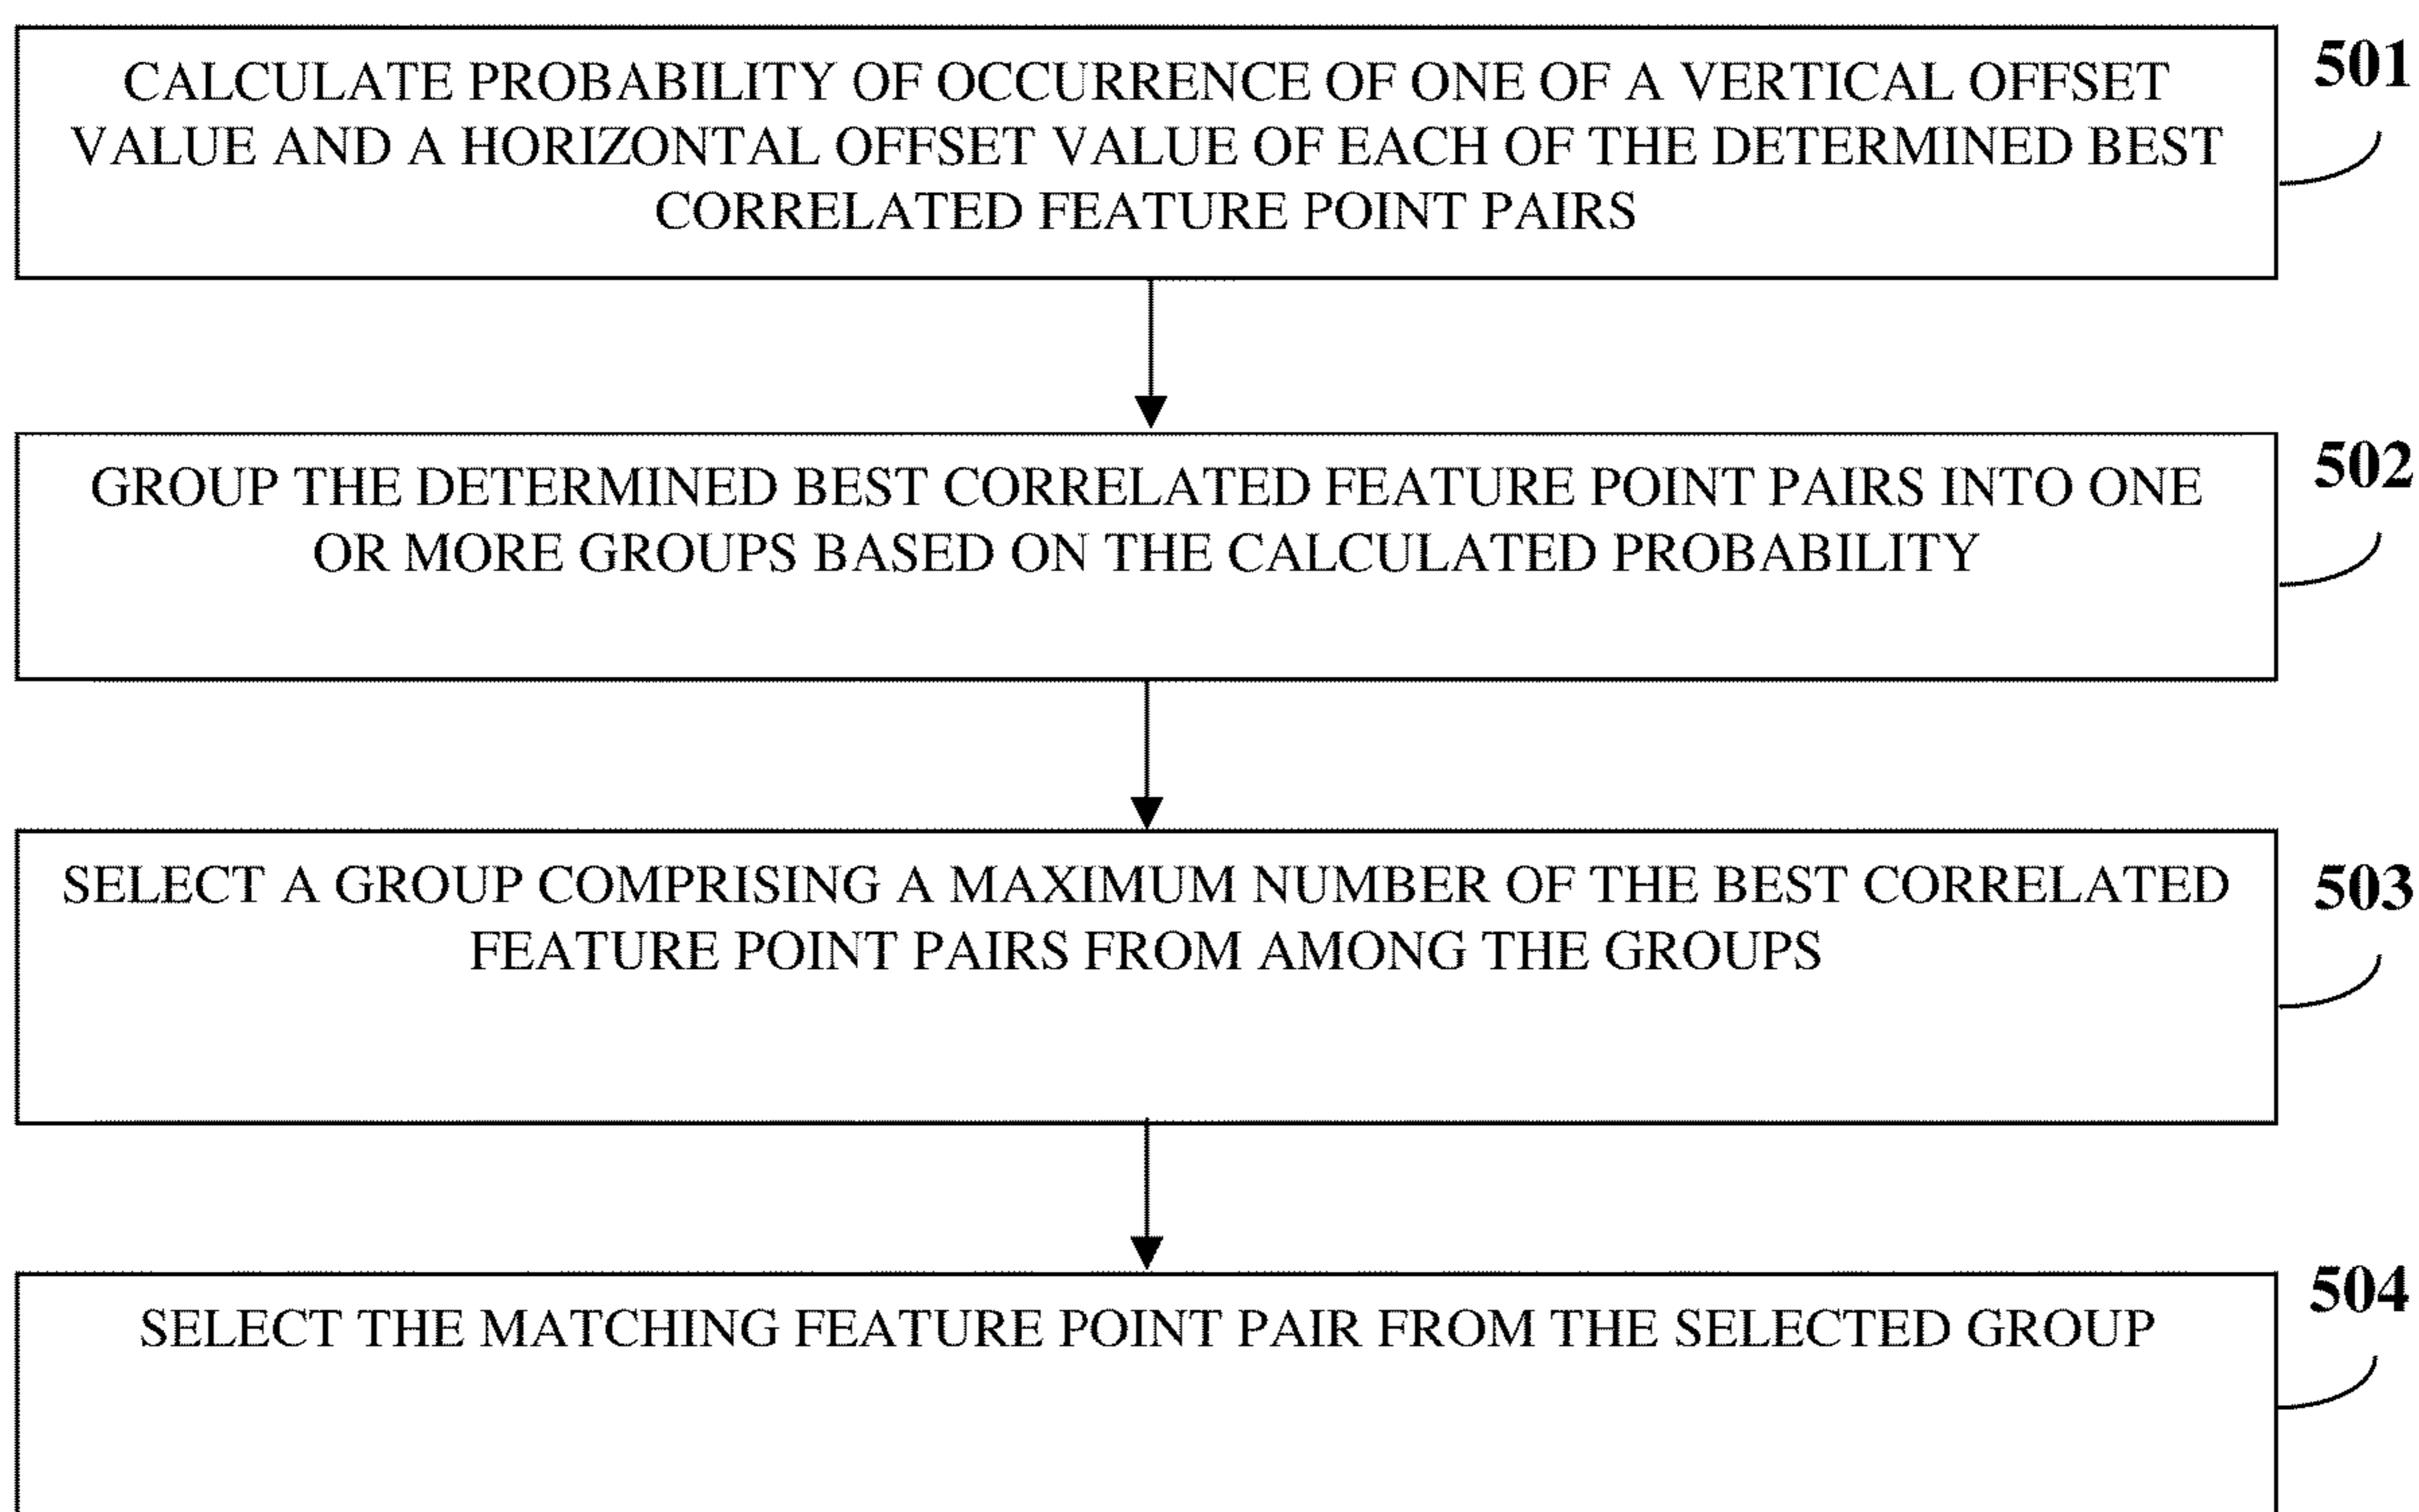 CALCULATE PROBABILITY OF OCCURRENCE OF ONE OF A VERTICAL OFFSET
VALUE AND A HORIZONTAL OFFSET VALUE OF EACH OF THE DETERMINED BEST
CORRELATED FEATURE POINT PAIRS
501
GROUP THE DETERMINED BEST CORRELATED FEATURE POINT PAIRS INTO ONE
OR MORE GROUPS BASED ON THE CALCULATED PROBABILITY
502
SELECT A GROUP COMPRISING A MAXIMUM NUMBER OF THE BEST CORRELATED
FEATURE POINT PAIRS FROM AMONG THE GROUPS
503
SELECT THE MATCHING FEATURE POINT PAIR FROM THE SELECTED GROUP
504